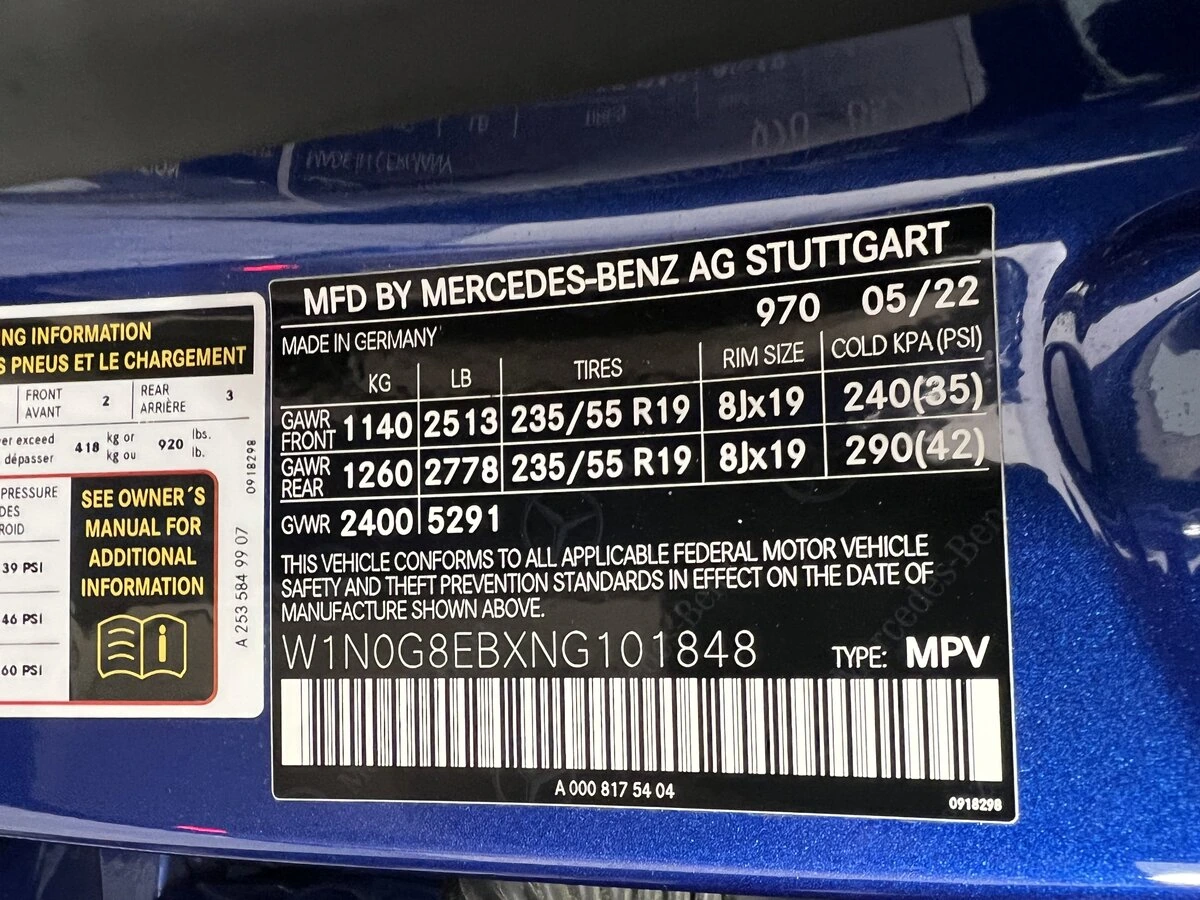 NG INFORMATION
S PNEUS ET LE CHARGEMENT
FRONT
AVANT
2
REAR
ARRIÈRE
3
er exceed
dépasser
418
kg or
kg ou
920
lbs.
lb.
PRESSURE
DES
ROID
39 PSI
46 PSI
60 PSI
SEE OWNER´S
MANUAL FOR
ADDITIONAL
INFORMATION
0918298
A 253 584 99 07
MFD BY MERCEDES-BENZ AG STUTTGART
MADE IN GERMANY 970 05/22
KG LB TIRES RIM SIZE COLD KPA (PSI)
GAWR FRONT 1140 2513 235/55 R19 8Jx19 240(35)
GAWR REAR 1260 2778 235/55 R19 8Jx19 290(42)
GVWR 2400 5291
THIS VEHICLE CONFORMS TO ALL APPLICABLE FEDERAL MOTOR VEHICLE
SAFETY AND THEFT PREVENTION STANDARDS IN EFFECT ON THE DATE OF
MANUFACTURE SHOWN ABOVE.
W1N0G8EBXNG101848 TYPE: MPV
A 000 817 54 04
0918298